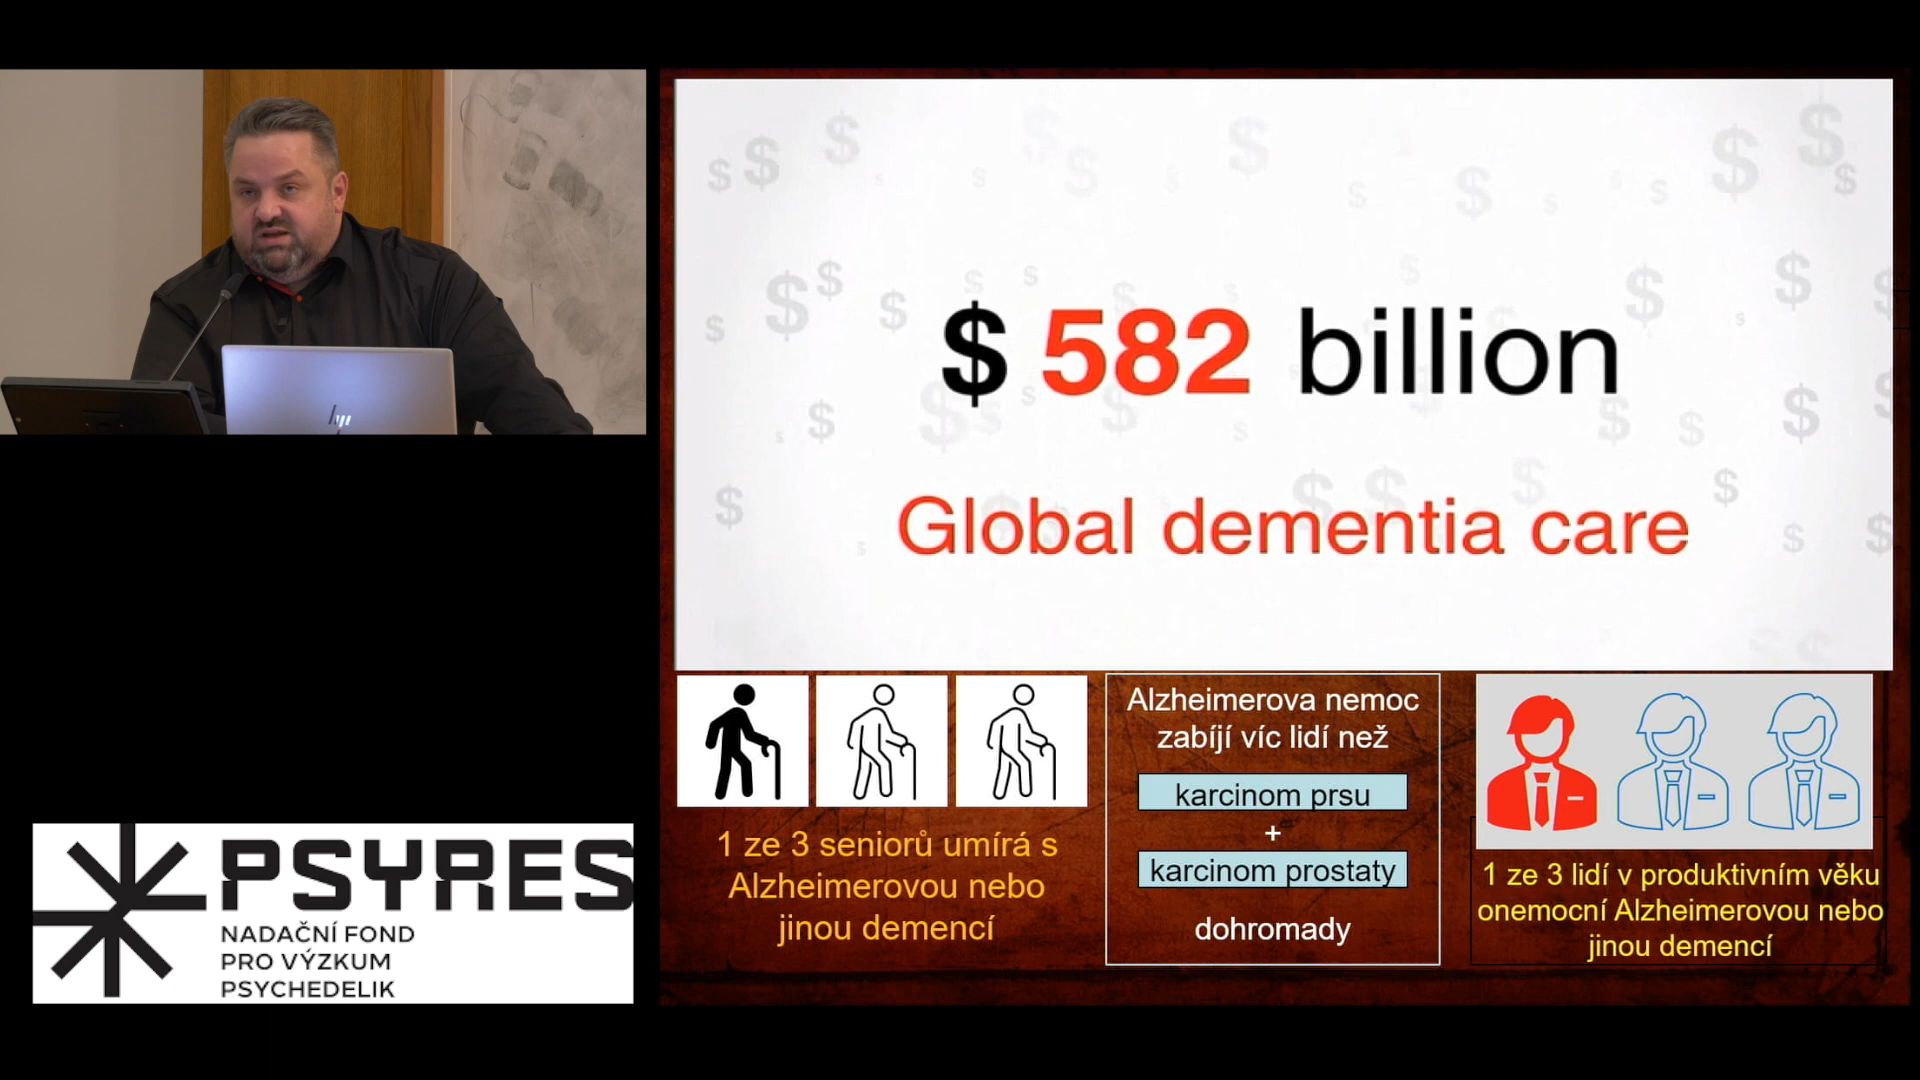 $ 582 billion
Global dementia care
1 ze 3 seniorů umírá s
Alzheimerovou nebo
jinou demencí
Alzheimerova nemoc
zabíjí víc lidí než
karcinom prsu
+
karcinom prostaty
dohromady
1 ze 3 lidí v produktivním věku
onemocní Alzheimerovou nebo
jinou demencí
hp
PSYRES
NADAČNÍ FOND
PRO VÝZKUM
PSYCHEDELIK